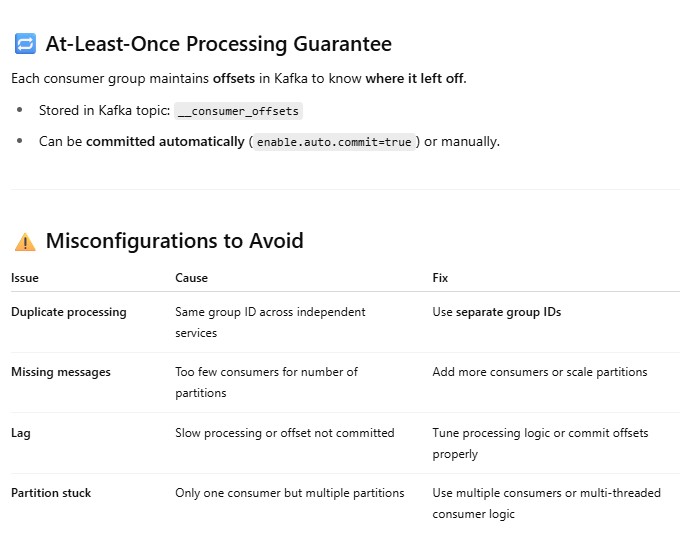 At-Least-Once Processing Guarantee
Each consumer group maintains offsets in Kafka to know where it left off.
• Stored in Kafka topic: __consumer_offsets
• Can be committed automatically (enable.auto.commit=true) or manually.
Misconfigurations to Avoid
Issue Cause Fix
Duplicate processing Same group ID across independent Use separate group IDs
services
Missing messages Too few consumers for number of Add more consumers or scale partitions
partitions
Lag Slow processing or offset not committed Tune processing logic or commit offsets
properly
Partition stuck Only one consumer but multiple partitions Use multiple consumers or multi-threaded
consumer logic